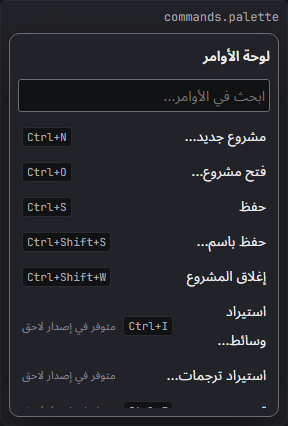 commands.palette
لوحة الأوامر
ابحث في الأوامر...
مشروع جديد... Ctrl+N
فتح مشروع... Ctrl+O
حفظ Ctrl+S
حفظ باسم... Ctrl+Shift+S
إغلاق المشروع Ctrl+Shift+W
استيراد
وسائط... Ctrl+I متوفر في إصدار لاحق
استيراد ترجمات... متوفر في إصدار لاحق